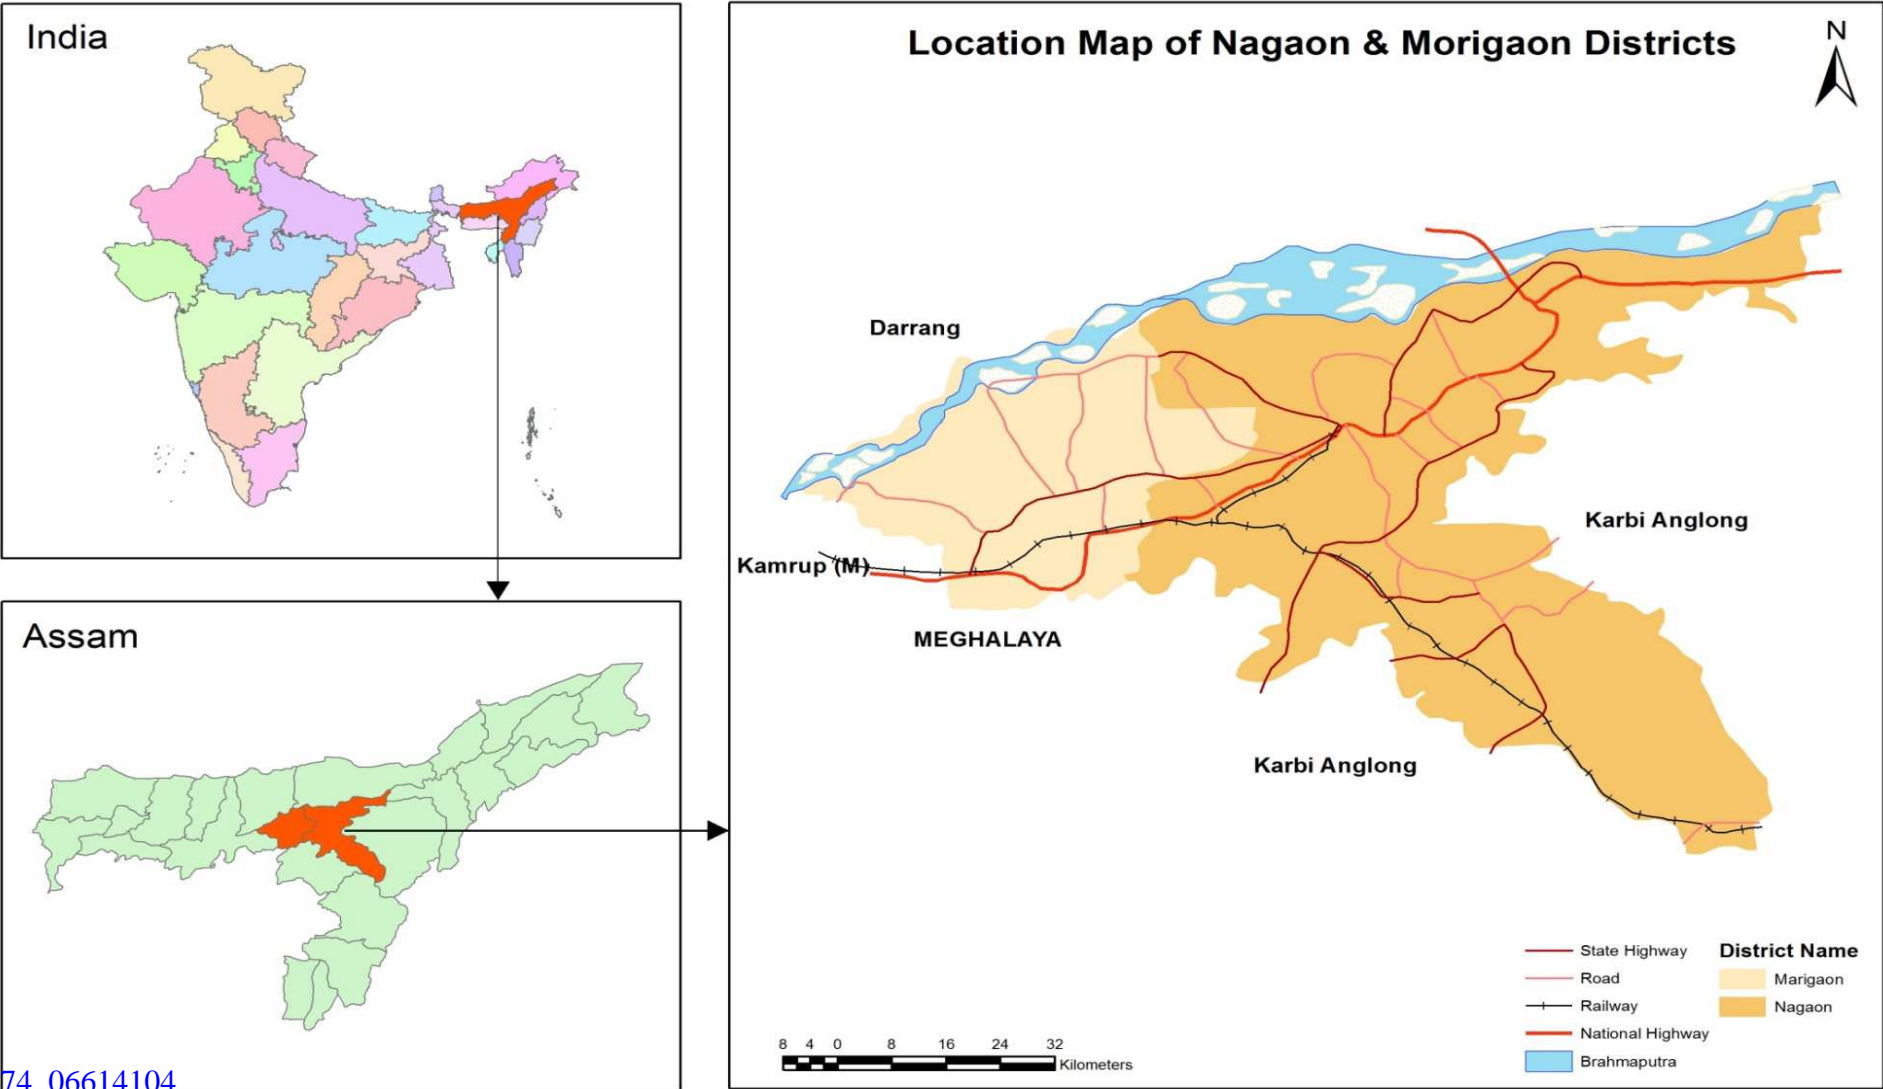 India
Location Map of Nagaon & Morigaon Districts
N
Darrang
Karbi Anglong
Kamrup (M)
MEGHALAYA
Karbi Anglong
Assam
State Highway
Road
Railway
National Highway
Brahmaputra
District Name
Marigaon
Nagaon
8 4 0 8 16 24 32
Kilometers
74_06614104